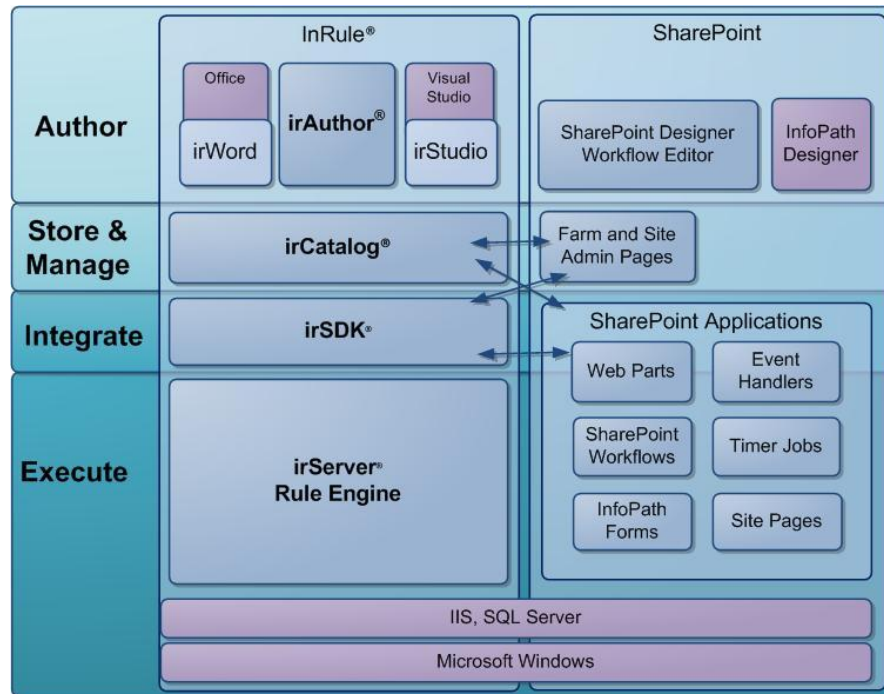 InRule®
SharePoint
Author
Office
irWord
irAuthor®
Visual
Studio
irStudio
SharePoint Designer
Workflow Editor
InfoPath
Designer
Store &
Manage
irCatalog®
Farm and Site
Admin Pages
Integrate
irSDK®
SharePoint Applications
Web Parts
Event
Handlers
Execute
irServer®
Rule Engine
SharePoint
Workflows
Timer Jobs
InfoPath
Forms
Site Pages
IIS, SQL Server
Microsoft Windows